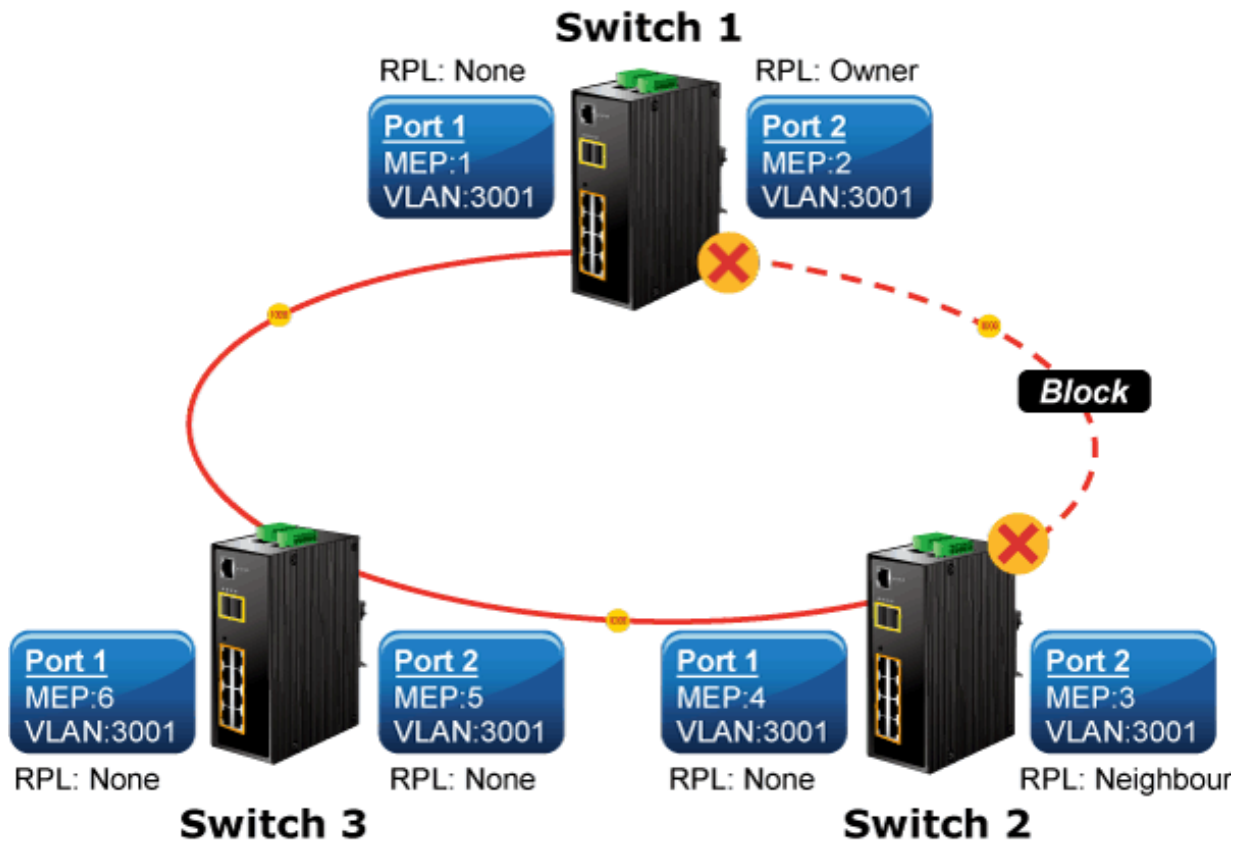 Switch 1
RPL: None
RPL: Owner
Port 1
MEP:1
VLAN:3001
Port 2
MEP:2
VLAN:3001
Block
Port 1
MEP:6
VLAN:3001
RPL: None
Port 2
MEP:5
VLAN:3001
RPL: None
Switch 3
Port 1
MEP:4
VLAN:3001
RPL: None
Port 2
MEP:3
VLAN:3001
RPL: Neighbour
Switch 2